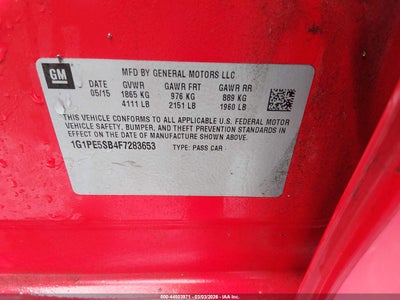 GM
MFD BY GENERAL MOTORS LLC
DATE GVWR GAWR FRT GAWR RR
05/15 1865 KG 976 KG 889 KG
4111 LB 2151 LB 1960 LB
THIS VEHICLE CONFORMS TO ALL APPLICABLE U.S. FEDERAL MOTOR
VEHICLE SAFETY, BUMPER, AND THEFT PREVENTION STANDARDS IN
EFFECT ON THE DATE OF MANUFACTURE SHOWN ABOVE.
1G1PE5SB4F7283653 TYPE: PASS CAR
000-44903971 - 03/03/2026 - IAA Inc.